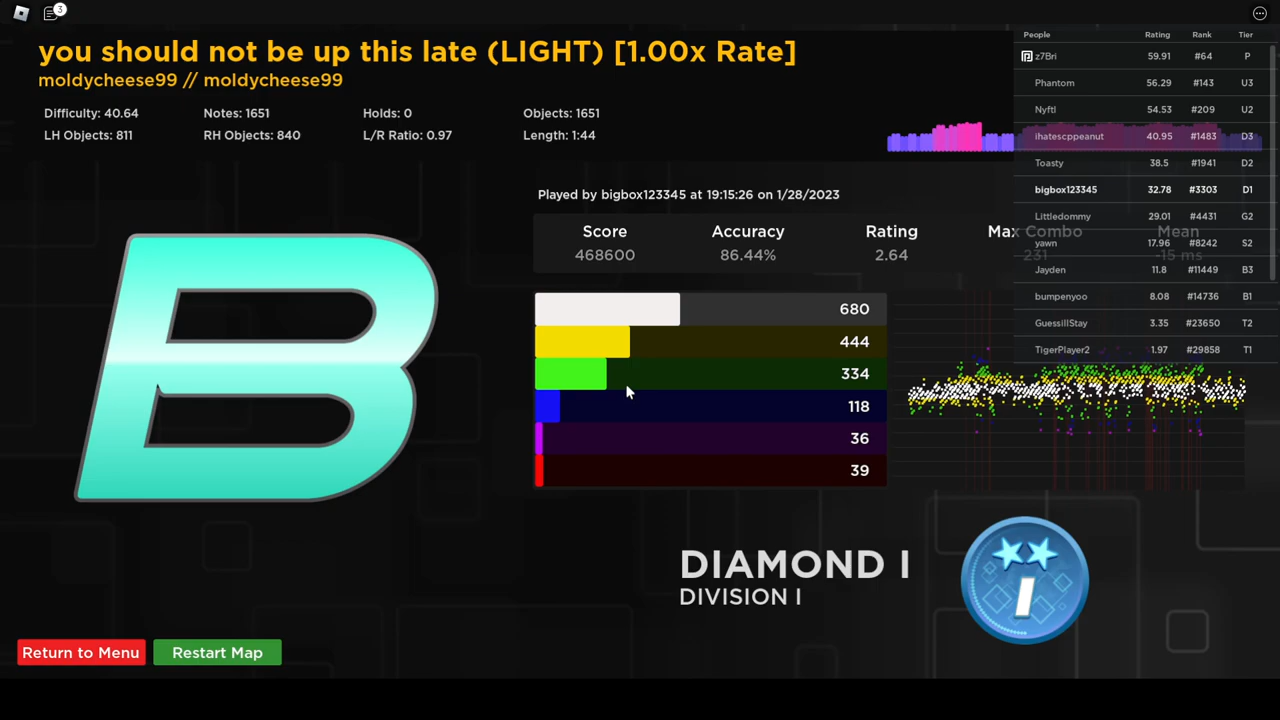 3
you should not be up this late (LIGHT) [1.00x Rate]
moldycheese99 // moldycheese99
Difficulty: 40.64 Notes: 1651 Holds: 0 Objects: 1651
LH Objects: 811 RH Objects: 840 L/R Ratio: 0.97 Length: 1:44
People Rating Rank Tier
z7Bri 59.91 #64 P
Phantom 56.29 #143 U3
Nyftl 54.53 #209 U2
ihatescppeanut 40.95 #1483 D3
Toasty 38.5 #1941 D2
bigbox123345 32.78 #3303 D1
Littledommy 29.01 #4431 G2
yawn 17.96 #8242 S2
Jayden 11.8 #11449 B3
bumpenyoo 8.08 #14736 B1
GuessillStay 3.35 #23650 T2
TigerPlayer2 1.97 #29858 T1
Played by bigbox123345 at 19:15:26 on 1/28/2023
Score Accuracy Rating Max Combo Mean
468600 86.44% 2.64 231 -15 ms
B
680
444
334
118
36
39
DIAMOND I
DIVISION I
I
Return to Menu Restart Map